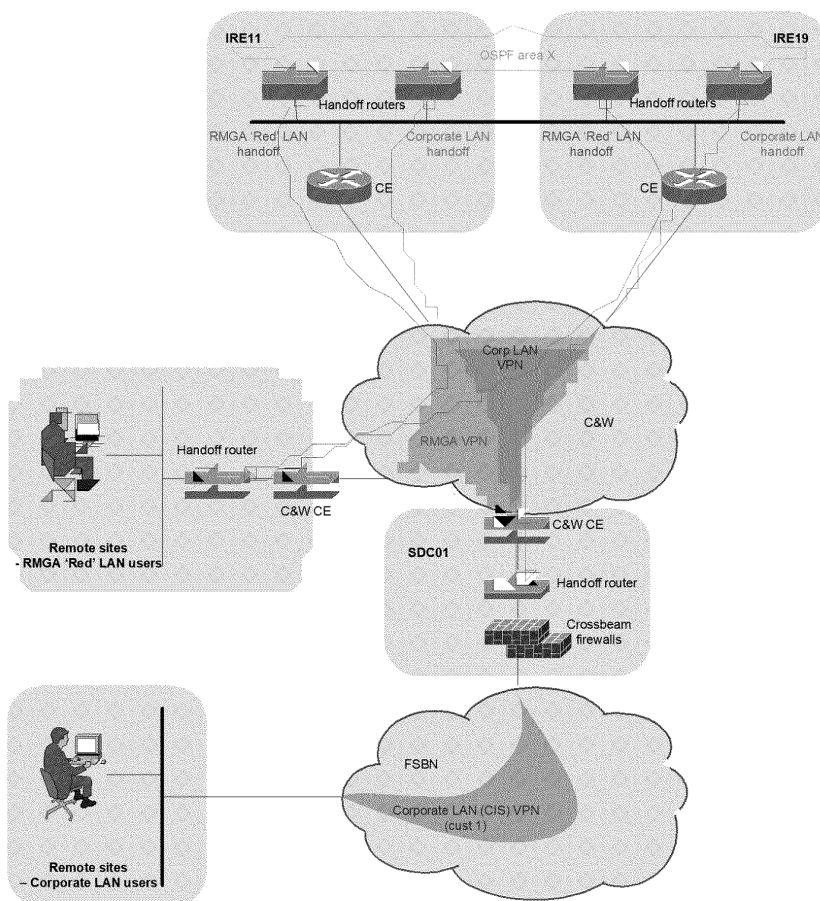 IRE11
IRE19
OSPF area X
Handoff routers
Handoff routers
RMGA 'Red' LAN
handoff
Corporate LAN
handoff
RMGA 'Red' LAN
handoff
Corporate LAN
handoff
CE
CE
Corp LAN
VPN
RMGA VPN
C&W
Handoff router
C&W CE
Remote sites
- RMGA 'Red' LAN users
C&W CE
SDC01
Handoff router
Crossbeam
firewalls
FSBN
Corporate LAN (CIS) VPN
(cust 1)
Remote sites
– Corporate LAN users